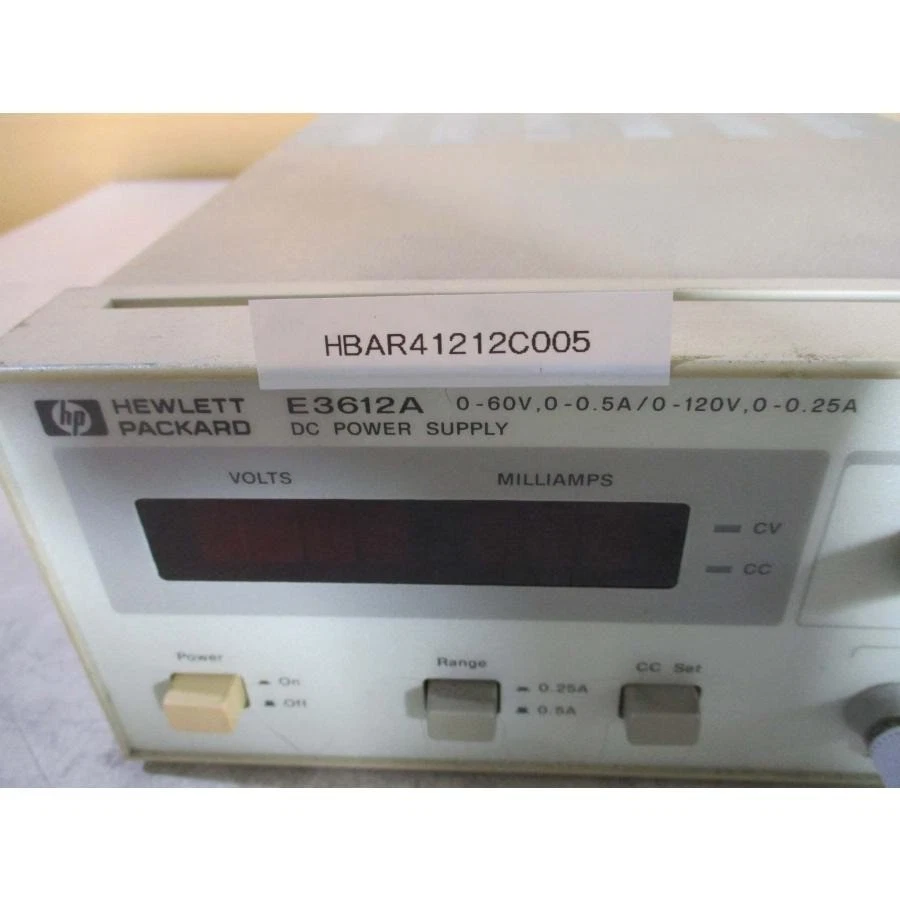 HBAR41212C005
hp HEWLETT PACKARD
E3612A 0-60V,0-0.5A/0-120V,0-0.25A
DC POWER SUPPLY
VOLTS MILLIAMPS
CV
CC
Power
On
Off
Range
0.25A
0.5A
CC Set